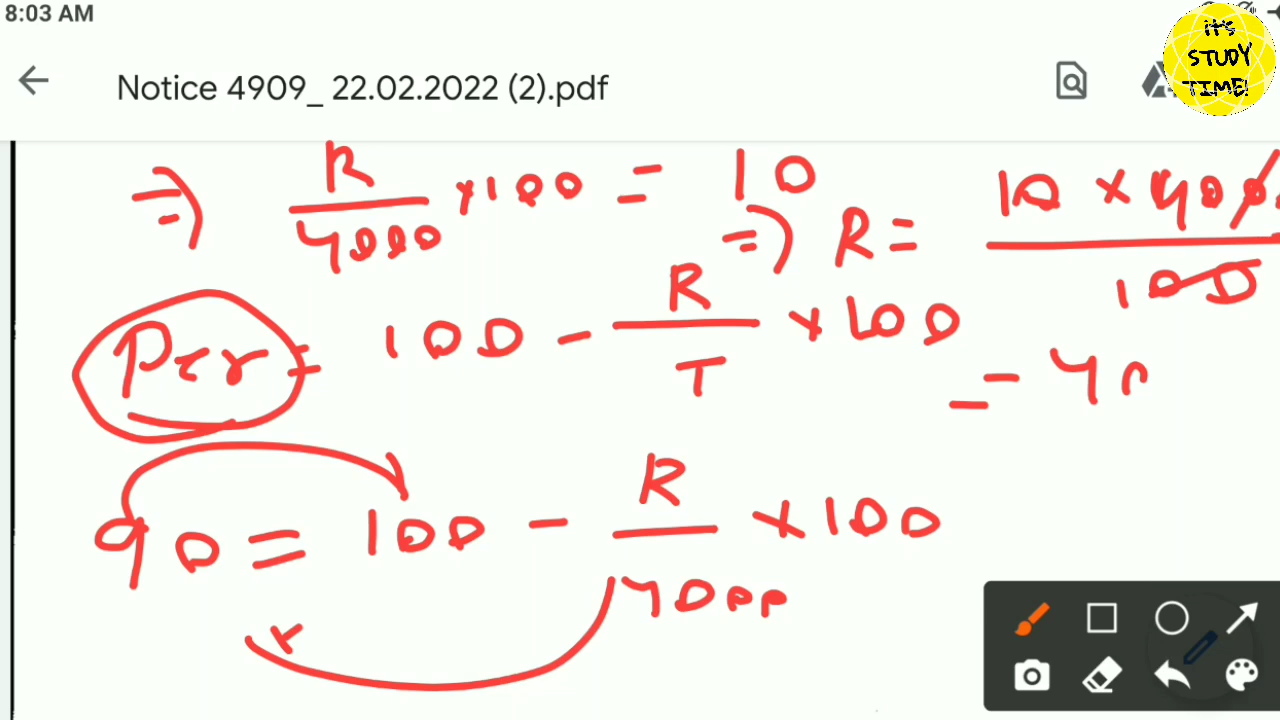 8:03 AM
Notice 4909_ 22.02.2022 (2).pdf
It's
STUDY
TIME!
⇒ R/4000 × 100 = 10 ⇒ R = 10 × 400/100
Per = 100 - R/T × 100
= 40
90 = 100 - R/4000 × 100